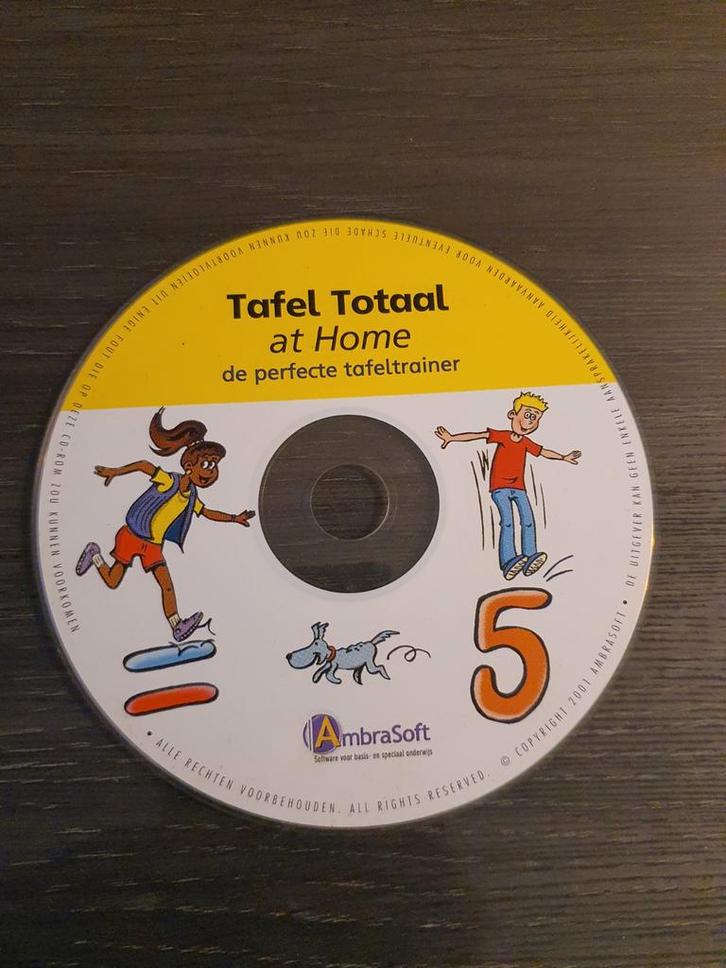 Tafel Totaal
at Home
de perfecte tafeltrainer
5
AmbraSoft
Software voor basis- en speciaal onderwijs
• ALLE RECHTEN VOORBEHOUDEN. ALL RIGHTS RESERVED. © COPYRIGHT 2001 AMBRASOFT • DE UITGEVER KAN GEEN ENKELE AANSPRAKELIJKHEID AANVAARDEN VOOR EVENTUELE SCHADE DIE ZOU KUNNEN VOORTVLOEIEN UIT ENIGE FOUT DIE OP DEZE CD-ROM ZOU KUNNEN VOORKOMEN